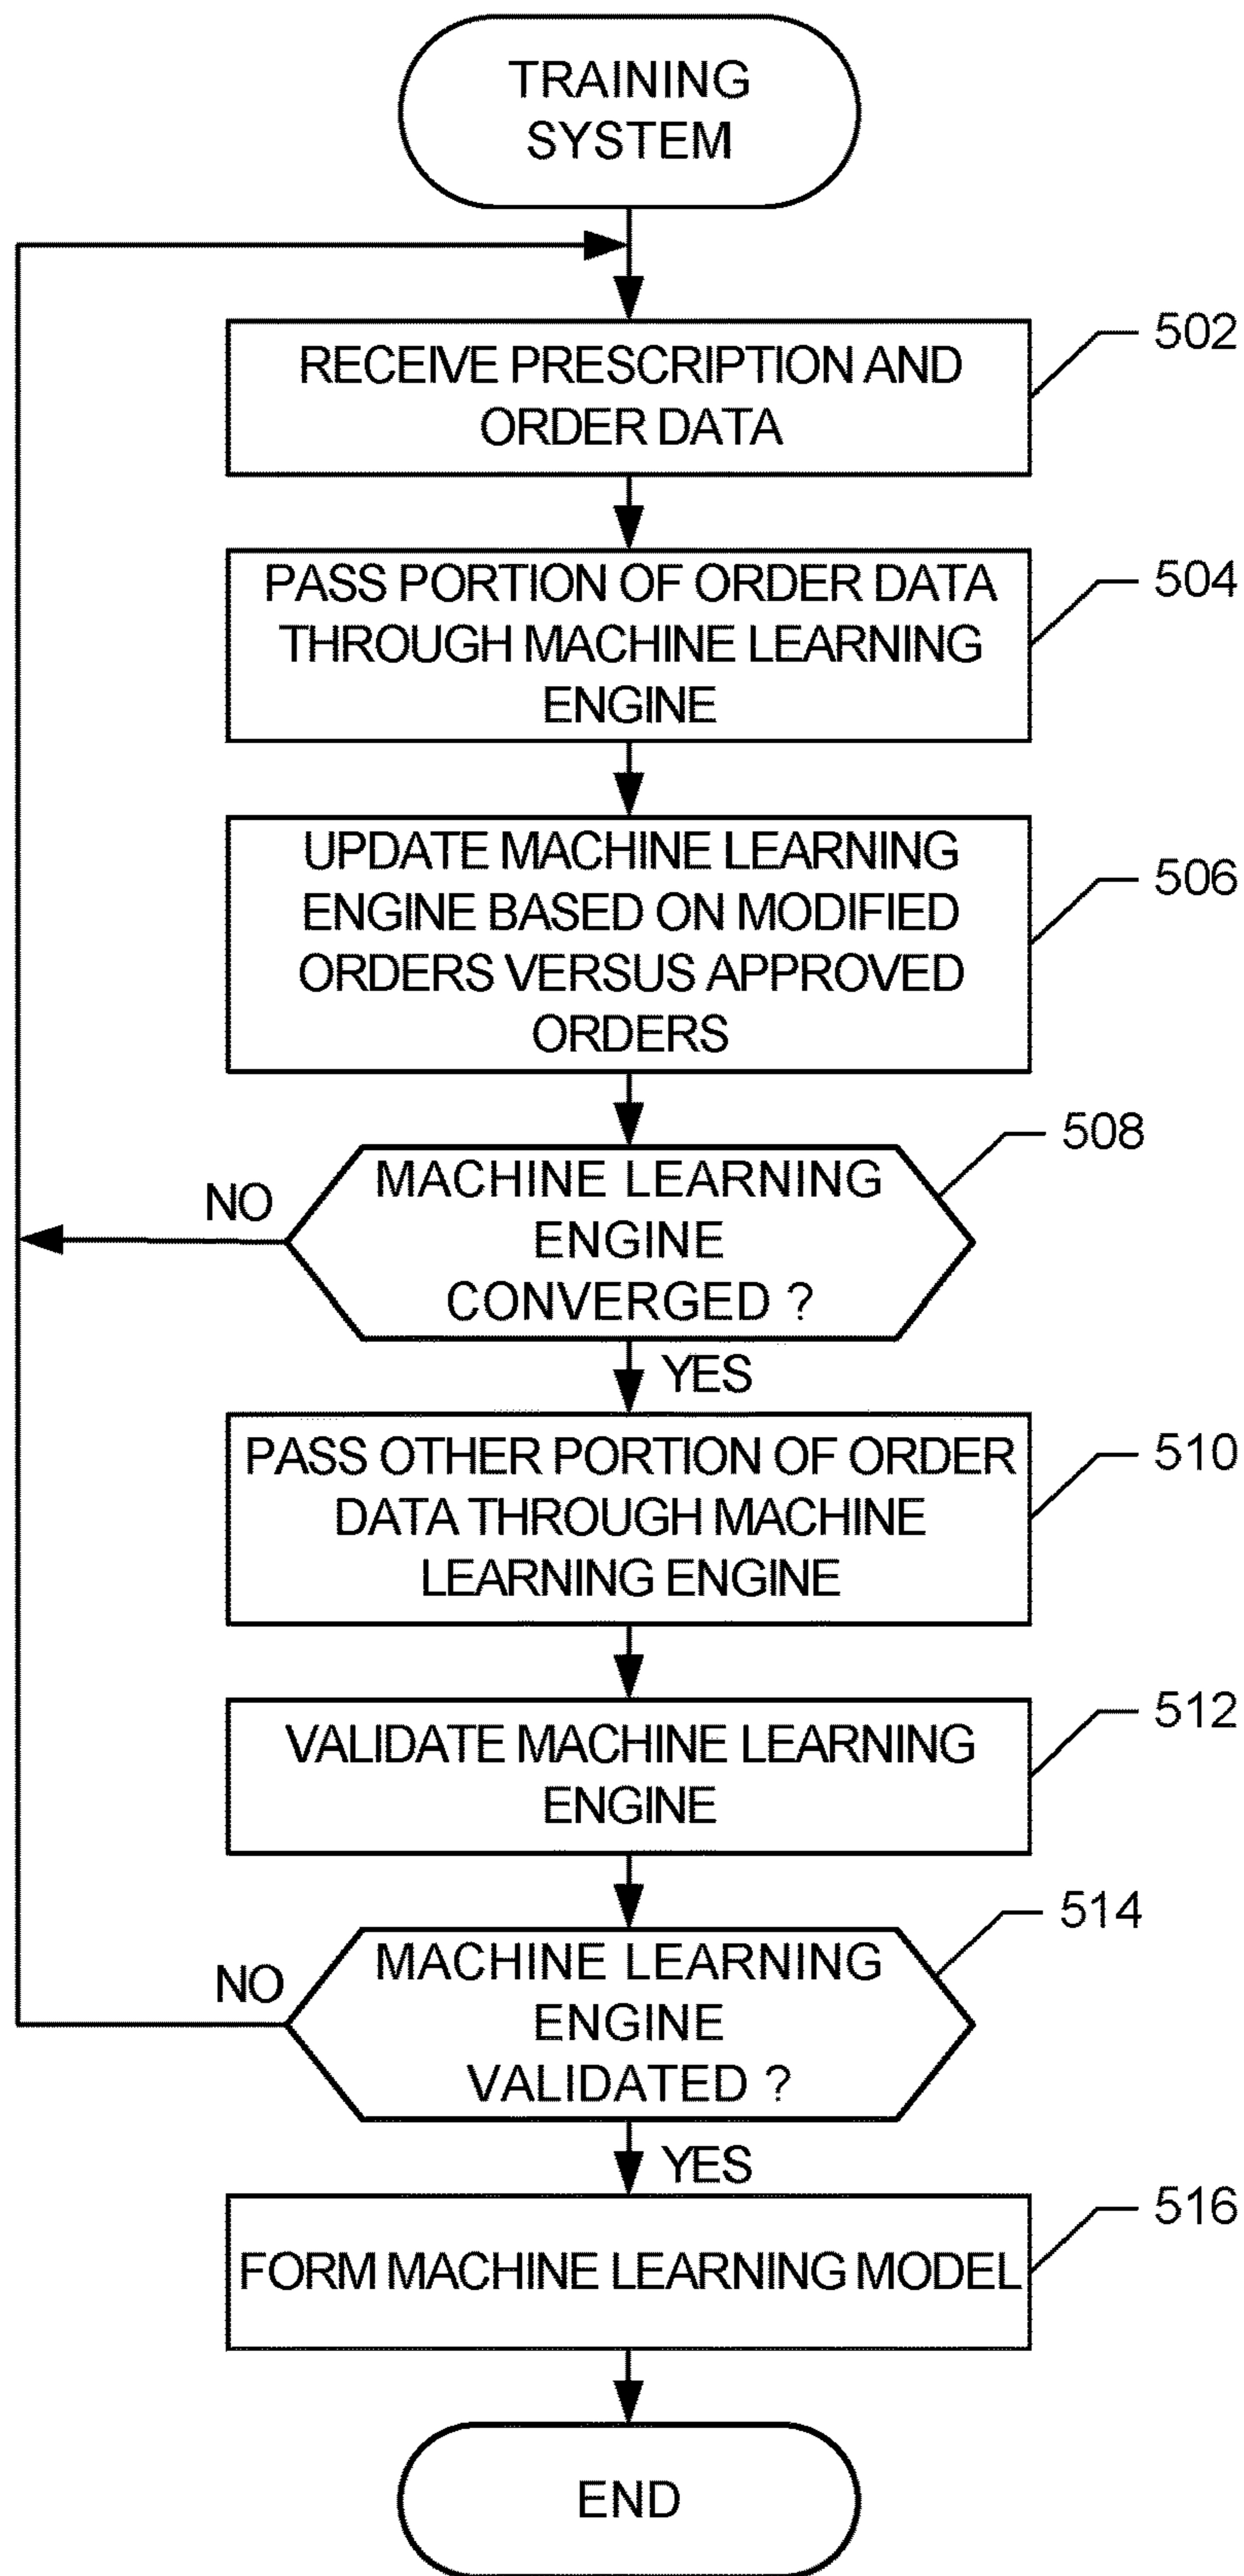 TRAINING
SYSTEM
RECEIVE PRESCRIPTION AND
ORDER DATA
502
PASS PORTION OF ORDER DATA
THROUGH MACHINE LEARNING
ENGINE
504
UPDATE MACHINE LEARNING
ENGINE BASED ON MODIFIED
ORDERS VERSUS APPROVED
ORDERS
506
MACHINE LEARNING
ENGINE
CONVERGED ?
508
NO
YES
PASS OTHER PORTION OF ORDER
DATA THROUGH MACHINE
LEARNING ENGINE
510
VALIDATE MACHINE LEARNING
ENGINE
512
MACHINE LEARNING
ENGINE
VALIDATED ?
514
NO
YES
FORM MACHINE LEARNING MODEL
516
END